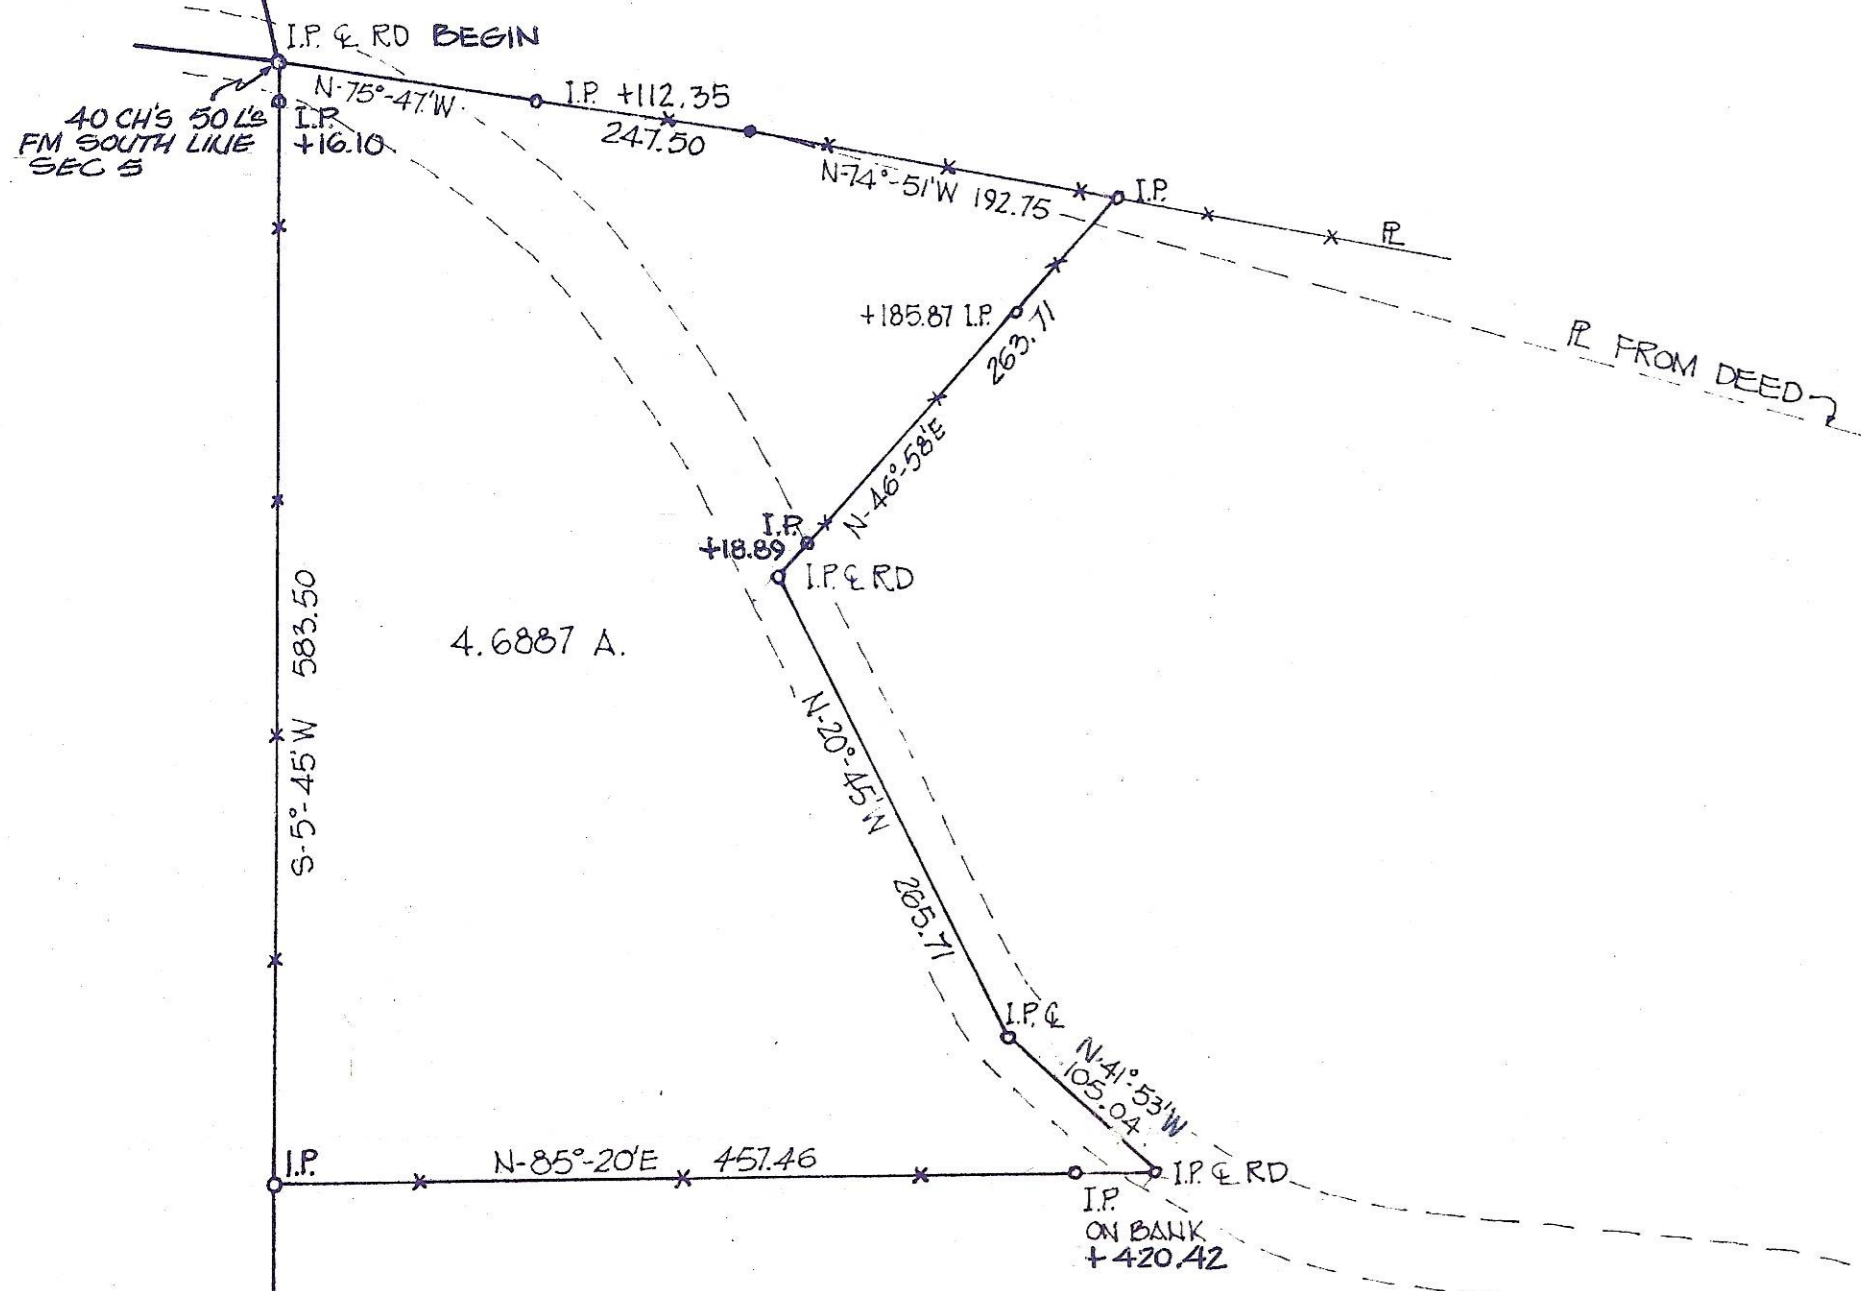 I.P. ℄ RD BEGIN
N-75°-47'W
I.P. +112.35
247.50
40 CH'S 50 L'S
FM SOUTH LINE
SEC 5
I.P.
+16.10
N-74°-51'W 192.75
I.P.
℄
+185.87 I.P.
263.71
N-46°-58'E
℄ FROM DEED
I.P.
+18.89
I.P. ℄ RD
4.6887 A.
S-5°-45'W 583.50
N-20°-45'W 265.71
I.P. ℄
N-41°-53'W
105.04
I.P.
N-85°-20'E 457.46
I.P. ℄ RD
I.P.
ON BANK
+420.42